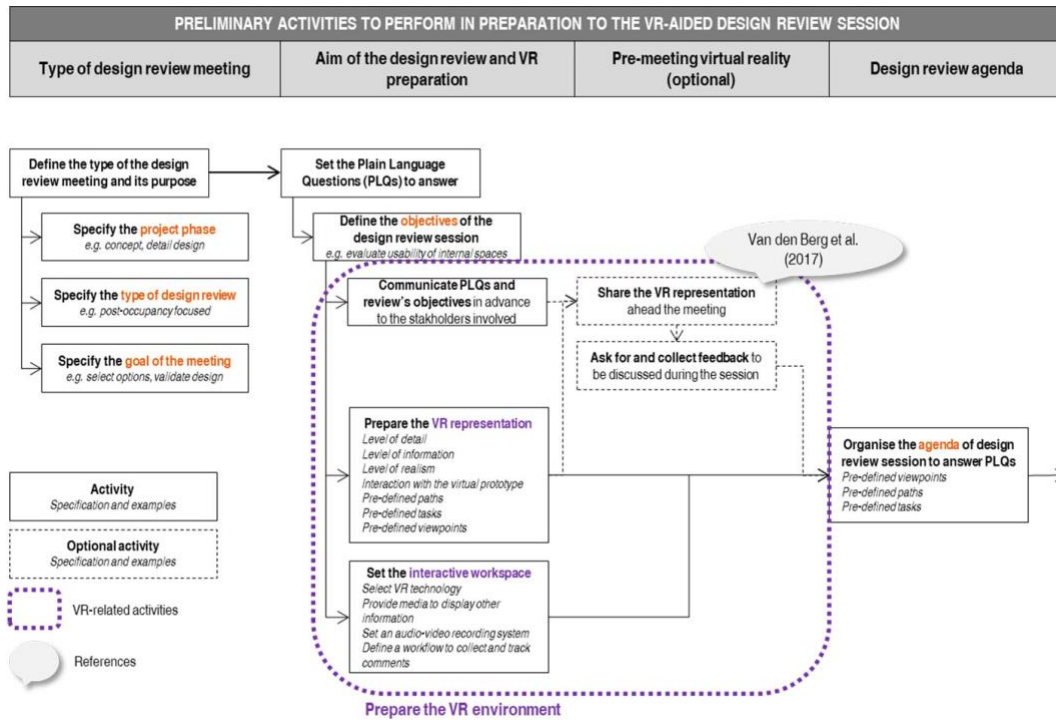 PRELIMINARY ACTIVITIES TO PERFORM IN PREPARATION TO THE VR-AIDED DESIGN REVIEW SESSION
Type of design review meeting
Aim of the design review and VR
preparation
Pre-meeting virtual reality
(optional)
Design review agenda
Define the type of the design
review meeting and its purpose
Specify the project phase
e.g. concept, detail design
Specify the type of design review
e.g. post-occupancy focused
Specify the goal of the meeting
e.g. select options, validate design
Set the Plain Language
Questions (PLQs) to answer
Define the objectives of the
design review session
e.g. evaluate usability of internal spaces
Communicate PLQs and
review's objectives in advance
to the stakholders involved
Prepare the VR representation
Level of detail
Levlel of information
Level of realism
Interaction with the virtual prototype
Pre-defined paths
Pre-defined tasks
Pre-defined viewpoints
Set the interactive workspace
Select VR technology
Provide media to display other
information
Set an audio-video recording system
Define a workflow to collect and track
comments
Prepare the VR environment
Van den Berg et al.
(2017)
Share the VR representation
ahead the meeting
Ask for and collect feedback to
be discussed during the session
Organise the agenda of design
review session to answer PLQs
Pre-defined viewpoints
Pre-defined paths
Pre-defined tasks
Activity
Specification and examples
Optional activity
Specification and examples
VR-related activities
References